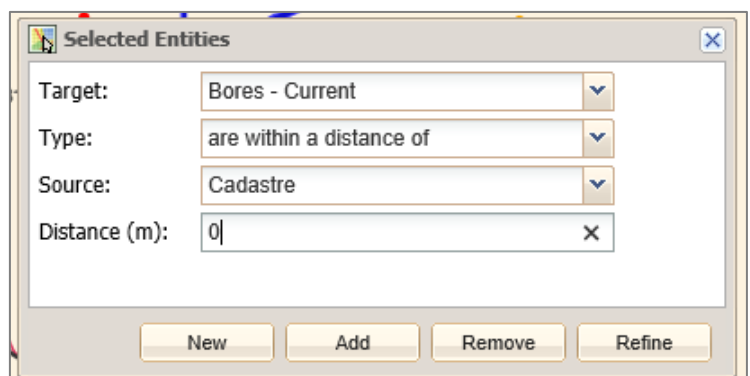 Selected Entities
Target: Bores - Current
Type: are within a distance of
Source: Cadastre
Distance (m): 0
New Add Remove Refine